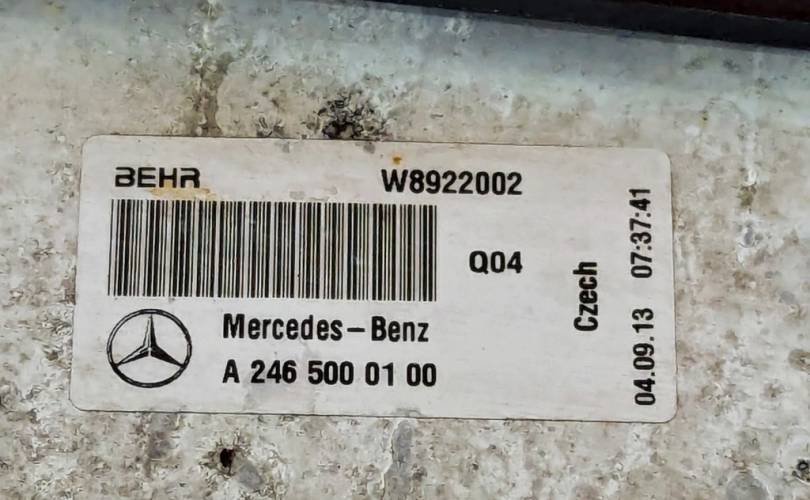 BEHR W8922002
Q04
Mercedes-Benz
A 246 500 01 00
Czech
04.09.13 07:37:41